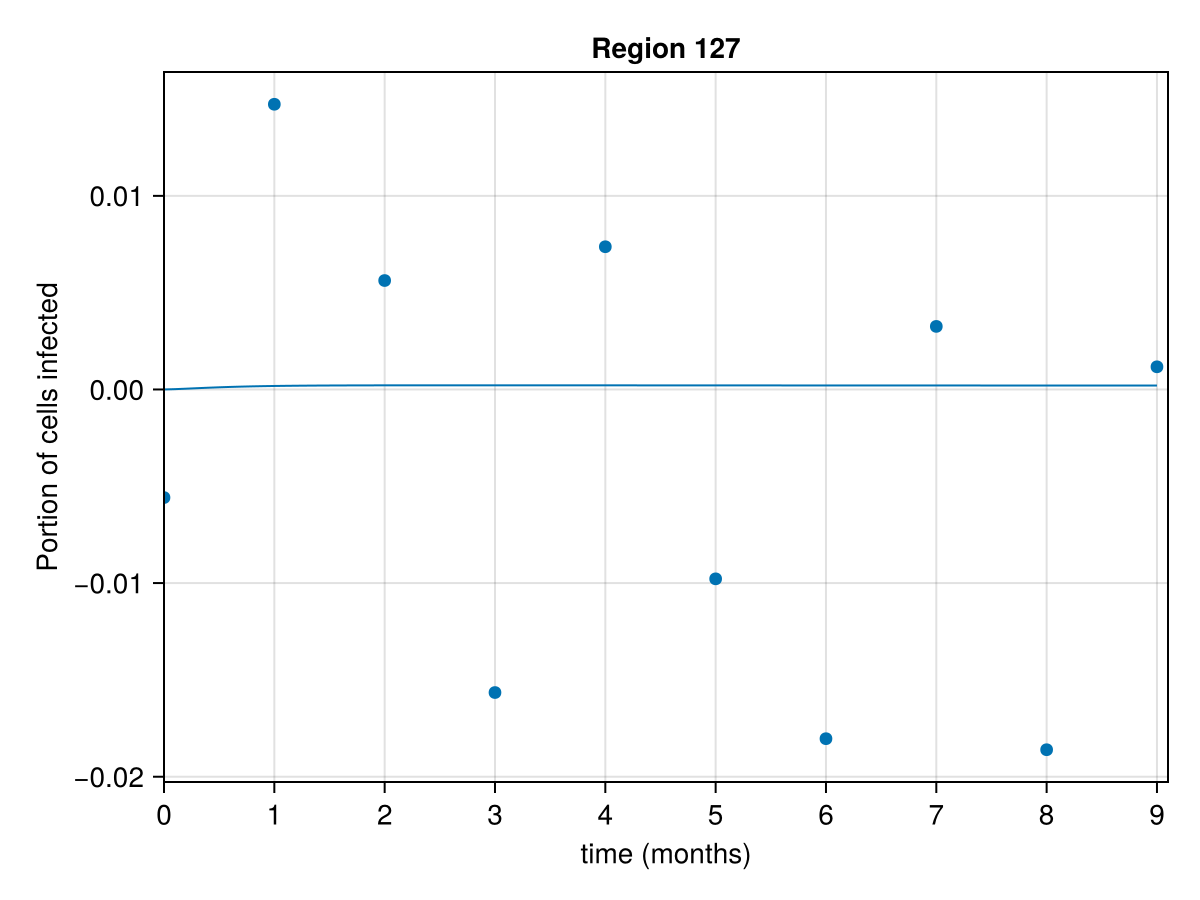 Region 127
Portion of cells infected
0.01
0.00
−0.01
−0.02
0 1 2 3 4 5 6 7 8 9
time (months)